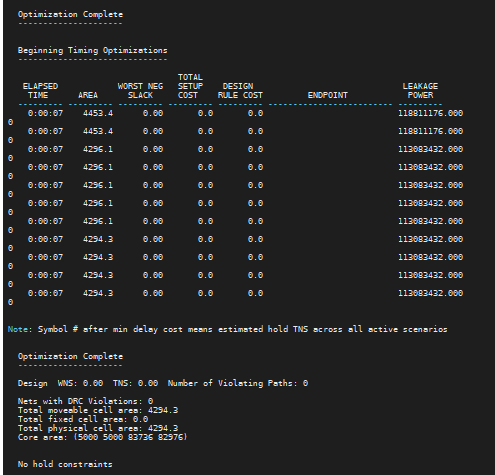 Optimization Complete
---------------------
Beginning Timing Optimizations
------------------------------
TOTAL
ELAPSED WORST NEG SETUP DESIGN LEAKAGE
TIME AREA SLACK COST RULE COST ENDPOINT POWER
--------- --------- --------- --------- --------- ------------------------- ---------
0:00:07 4453.4 0.00 0.0 0.0 118811176.000
0
0:00:07 4453.4 0.00 0.0 0.0 118811176.000
0
0:00:07 4296.1 0.00 0.0 0.0 113083432.000
0
0:00:07 4296.1 0.00 0.0 0.0 113083432.000
0
0:00:07 4296.1 0.00 0.0 0.0 113083432.000
0
0:00:07 4296.1 0.00 0.0 0.0 113083432.000
0
0:00:07 4296.1 0.00 0.0 0.0 113083432.000
0
0:00:07 4294.3 0.00 0.0 0.0 113083432.000
0
0:00:07 4294.3 0.00 0.0 0.0 113083432.000
0
0:00:07 4294.3 0.00 0.0 0.0 113083432.000
0
0:00:07 4294.3 0.00 0.0 0.0 113083432.000
0
Note: Symbol # after min delay cost means estimated hold TNS across all active scenarios
Optimization Complete
---------------------
Design WNS: 0.00 TNS: 0.00 Number of Violating Paths: 0
Nets with DRC Violations: 0
Total moveable cell area: 4294.3
Total fixed cell area: 0.0
Total physical cell area: 4294.3
Core area: (5000 5000 83736 82976)
No hold constraints